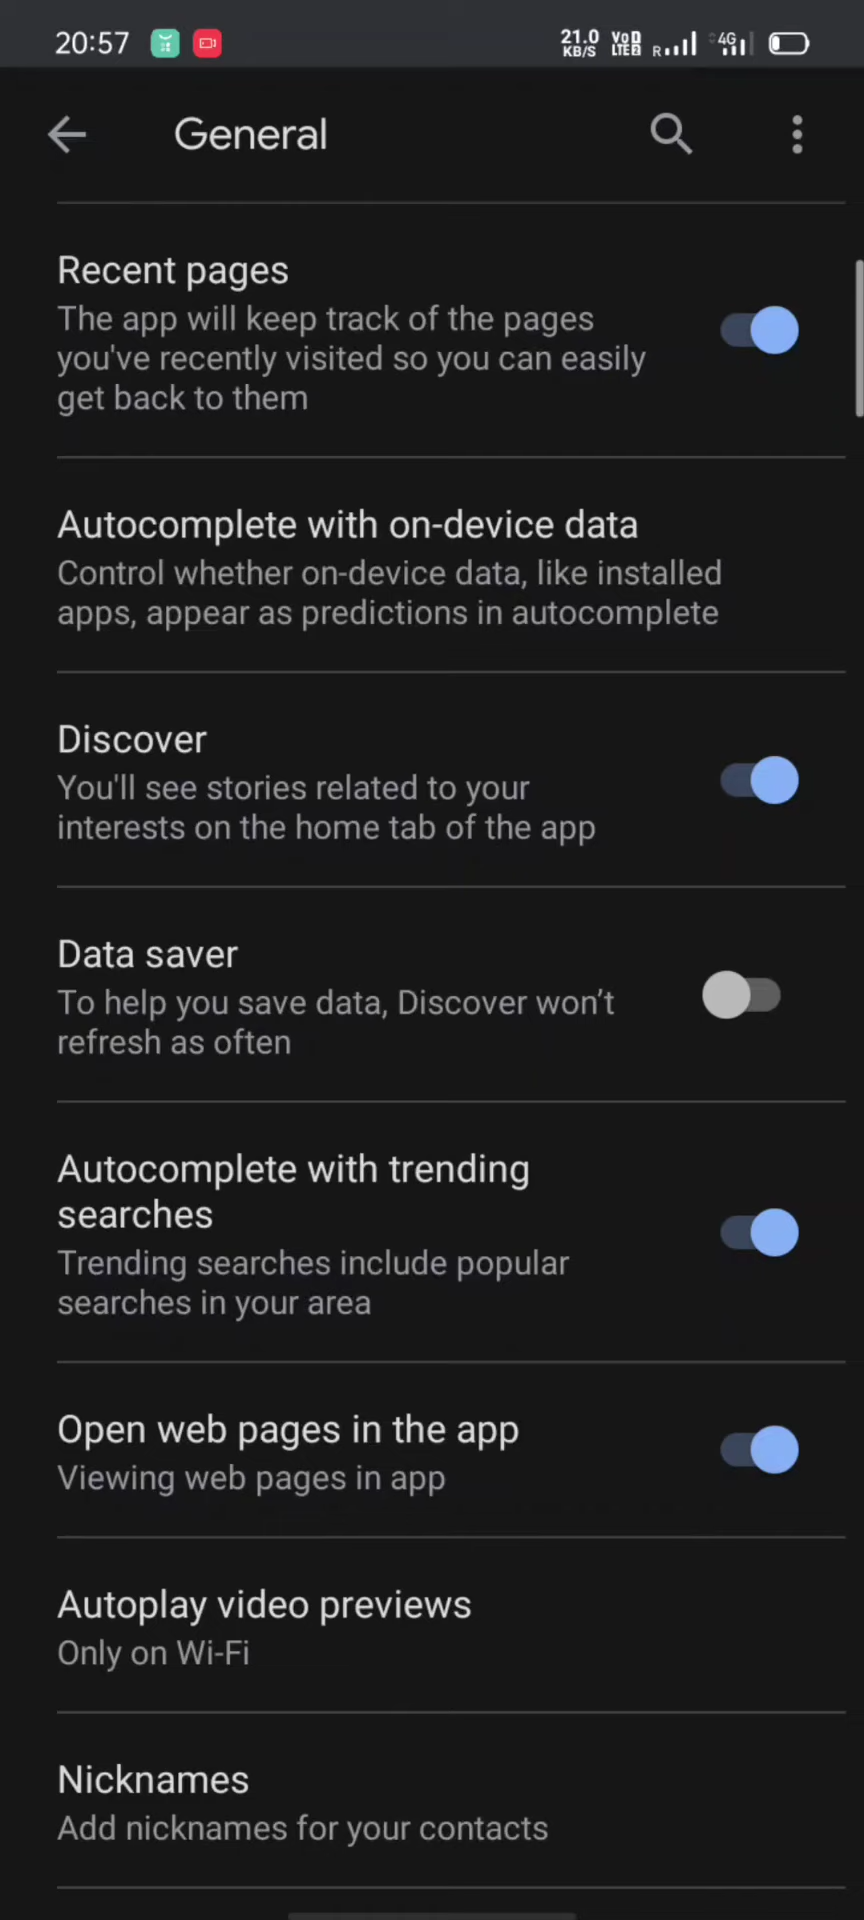 20:57
21.0
KB/S
VoD
LTE2
R
4G
General
Recent pages
The app will keep track of the pages
you've recently visited so you can easily
get back to them
Autocomplete with on-device data
Control whether on-device data, like installed
apps, appear as predictions in autocomplete
Discover
You'll see stories related to your
interests on the home tab of the app
Data saver
To help you save data, Discover won’t
refresh as often
Autocomplete with trending
searches
Trending searches include popular
searches in your area
Open web pages in the app
Viewing web pages in app
Autoplay video previews
Only on Wi-Fi
Nicknames
Add nicknames for your contacts